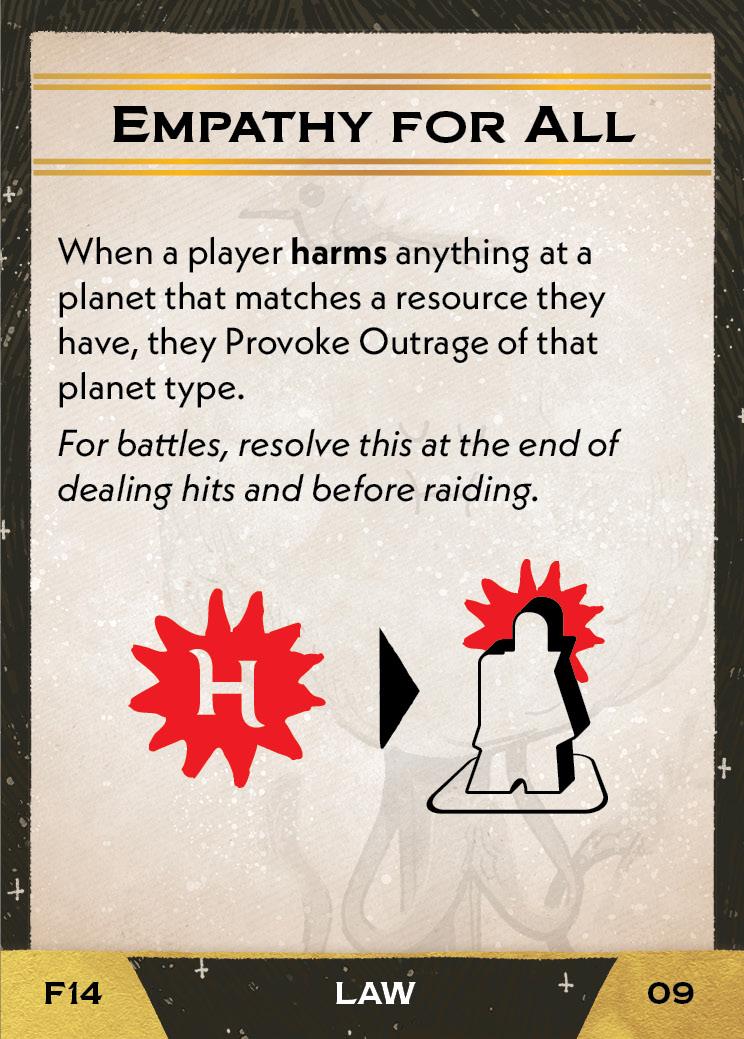 Empathy for All
When a player harms anything at a
planet that matches a resource they
have, they Provoke Outrage of that
planet type.
For battles, resolve this at the end of
dealing hits and before raiding.
H
F14
LAW
09